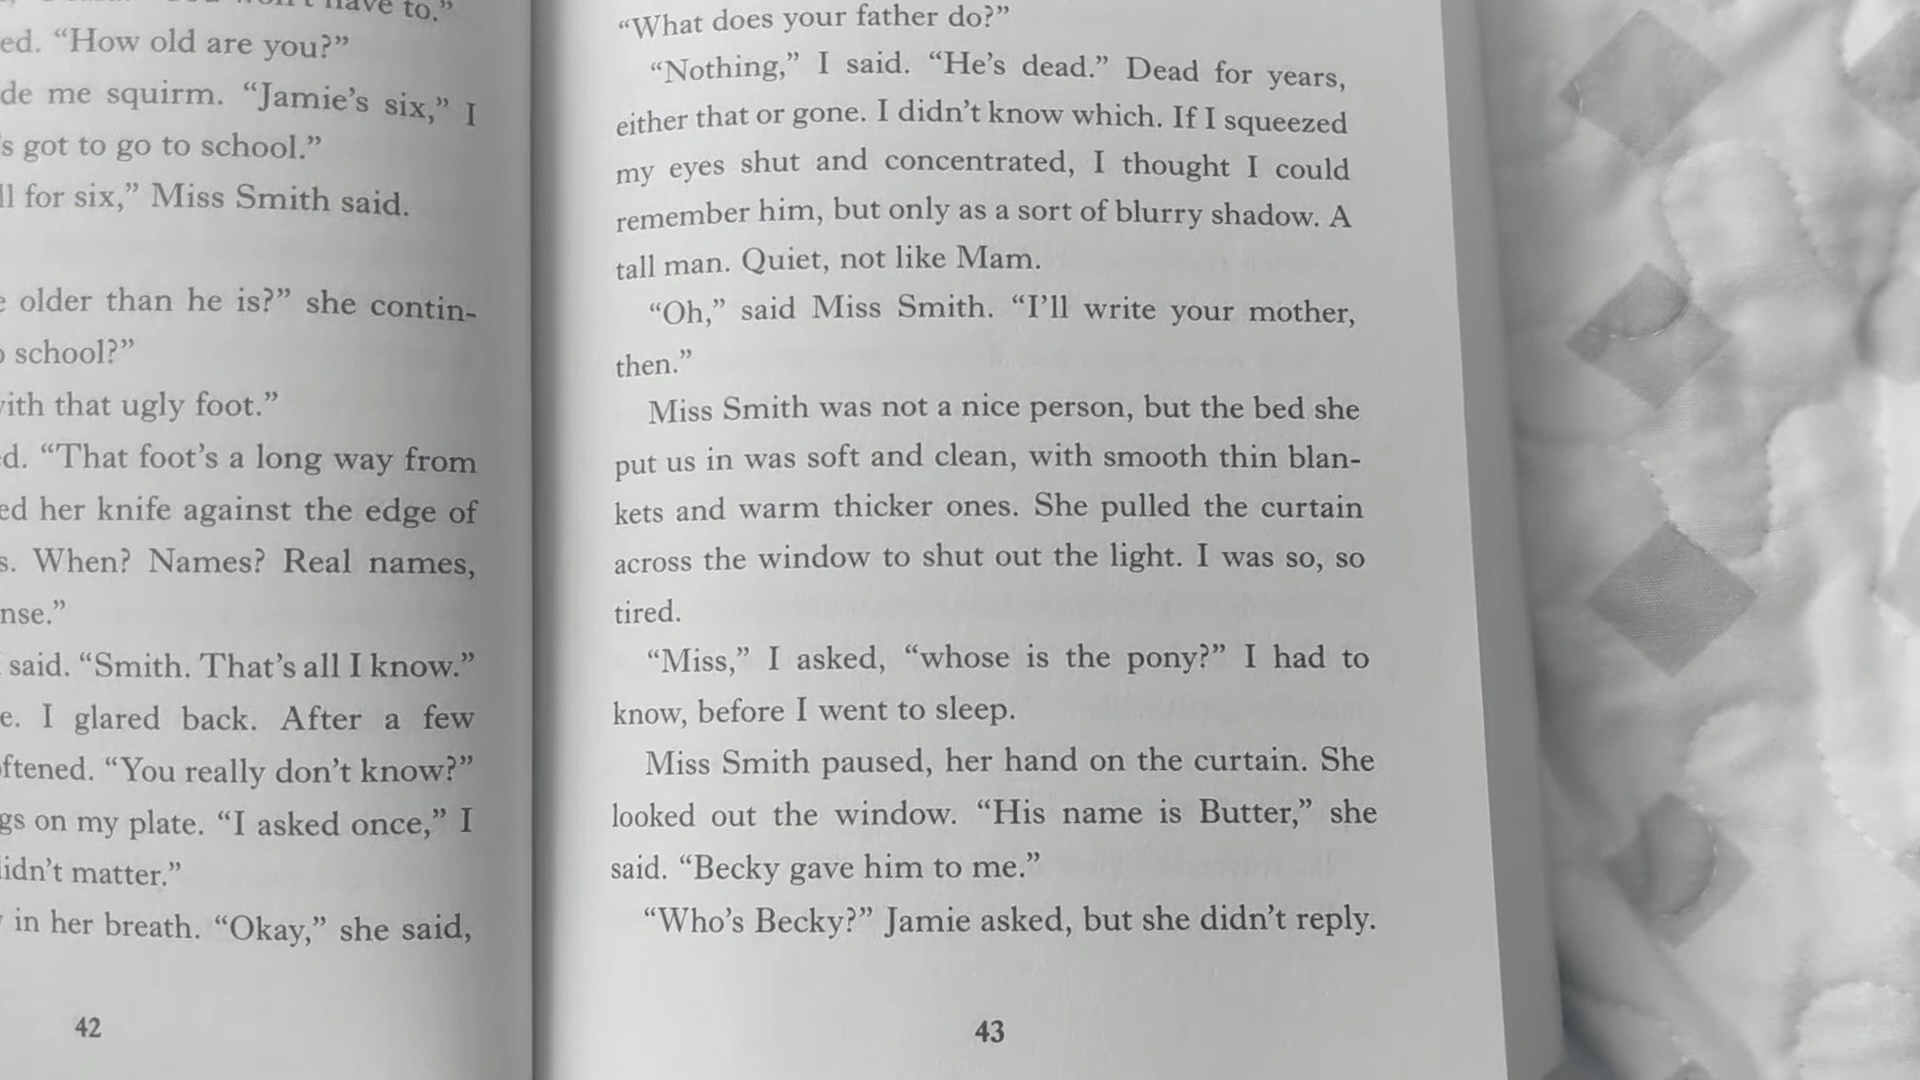 have to.”
“How old are you?”
me squirm. “Jamie’s six,” I
got to go to school.”
for six,” Miss Smith said.
older than he is?” she contin-
school?”
with that ugly foot.”
“That foot’s a long way from
her knife against the edge of
When? Names? Real names,
said. “Smith. That’s all I know.”
I glared back. After a few
“You really don’t know?”
on my plate. “I asked once,” I
didn’t matter.”
in her breath. “Okay,” she said,
42
“What does your father do?”
“Nothing,” I said. “He’s dead.” Dead for years,
either that or gone. I didn’t know which. If I squeezed
my eyes shut and concentrated, I thought I could
remember him, but only as a sort of blurry shadow. A
tall man. Quiet, not like Mam.
“Oh,” said Miss Smith. “I’ll write your mother,
then.”
Miss Smith was not a nice person, but the bed she
put us in was soft and clean, with smooth thin blan-
kets and warm thicker ones. She pulled the curtain
across the window to shut out the light. I was so, so
tired.
“Miss,” I asked, “whose is the pony?” I had to
know, before I went to sleep.
Miss Smith paused, her hand on the curtain. She
looked out the window. “His name is Butter,” she
said. “Becky gave him to me.”
“Who’s Becky?” Jamie asked, but she didn’t reply.
43